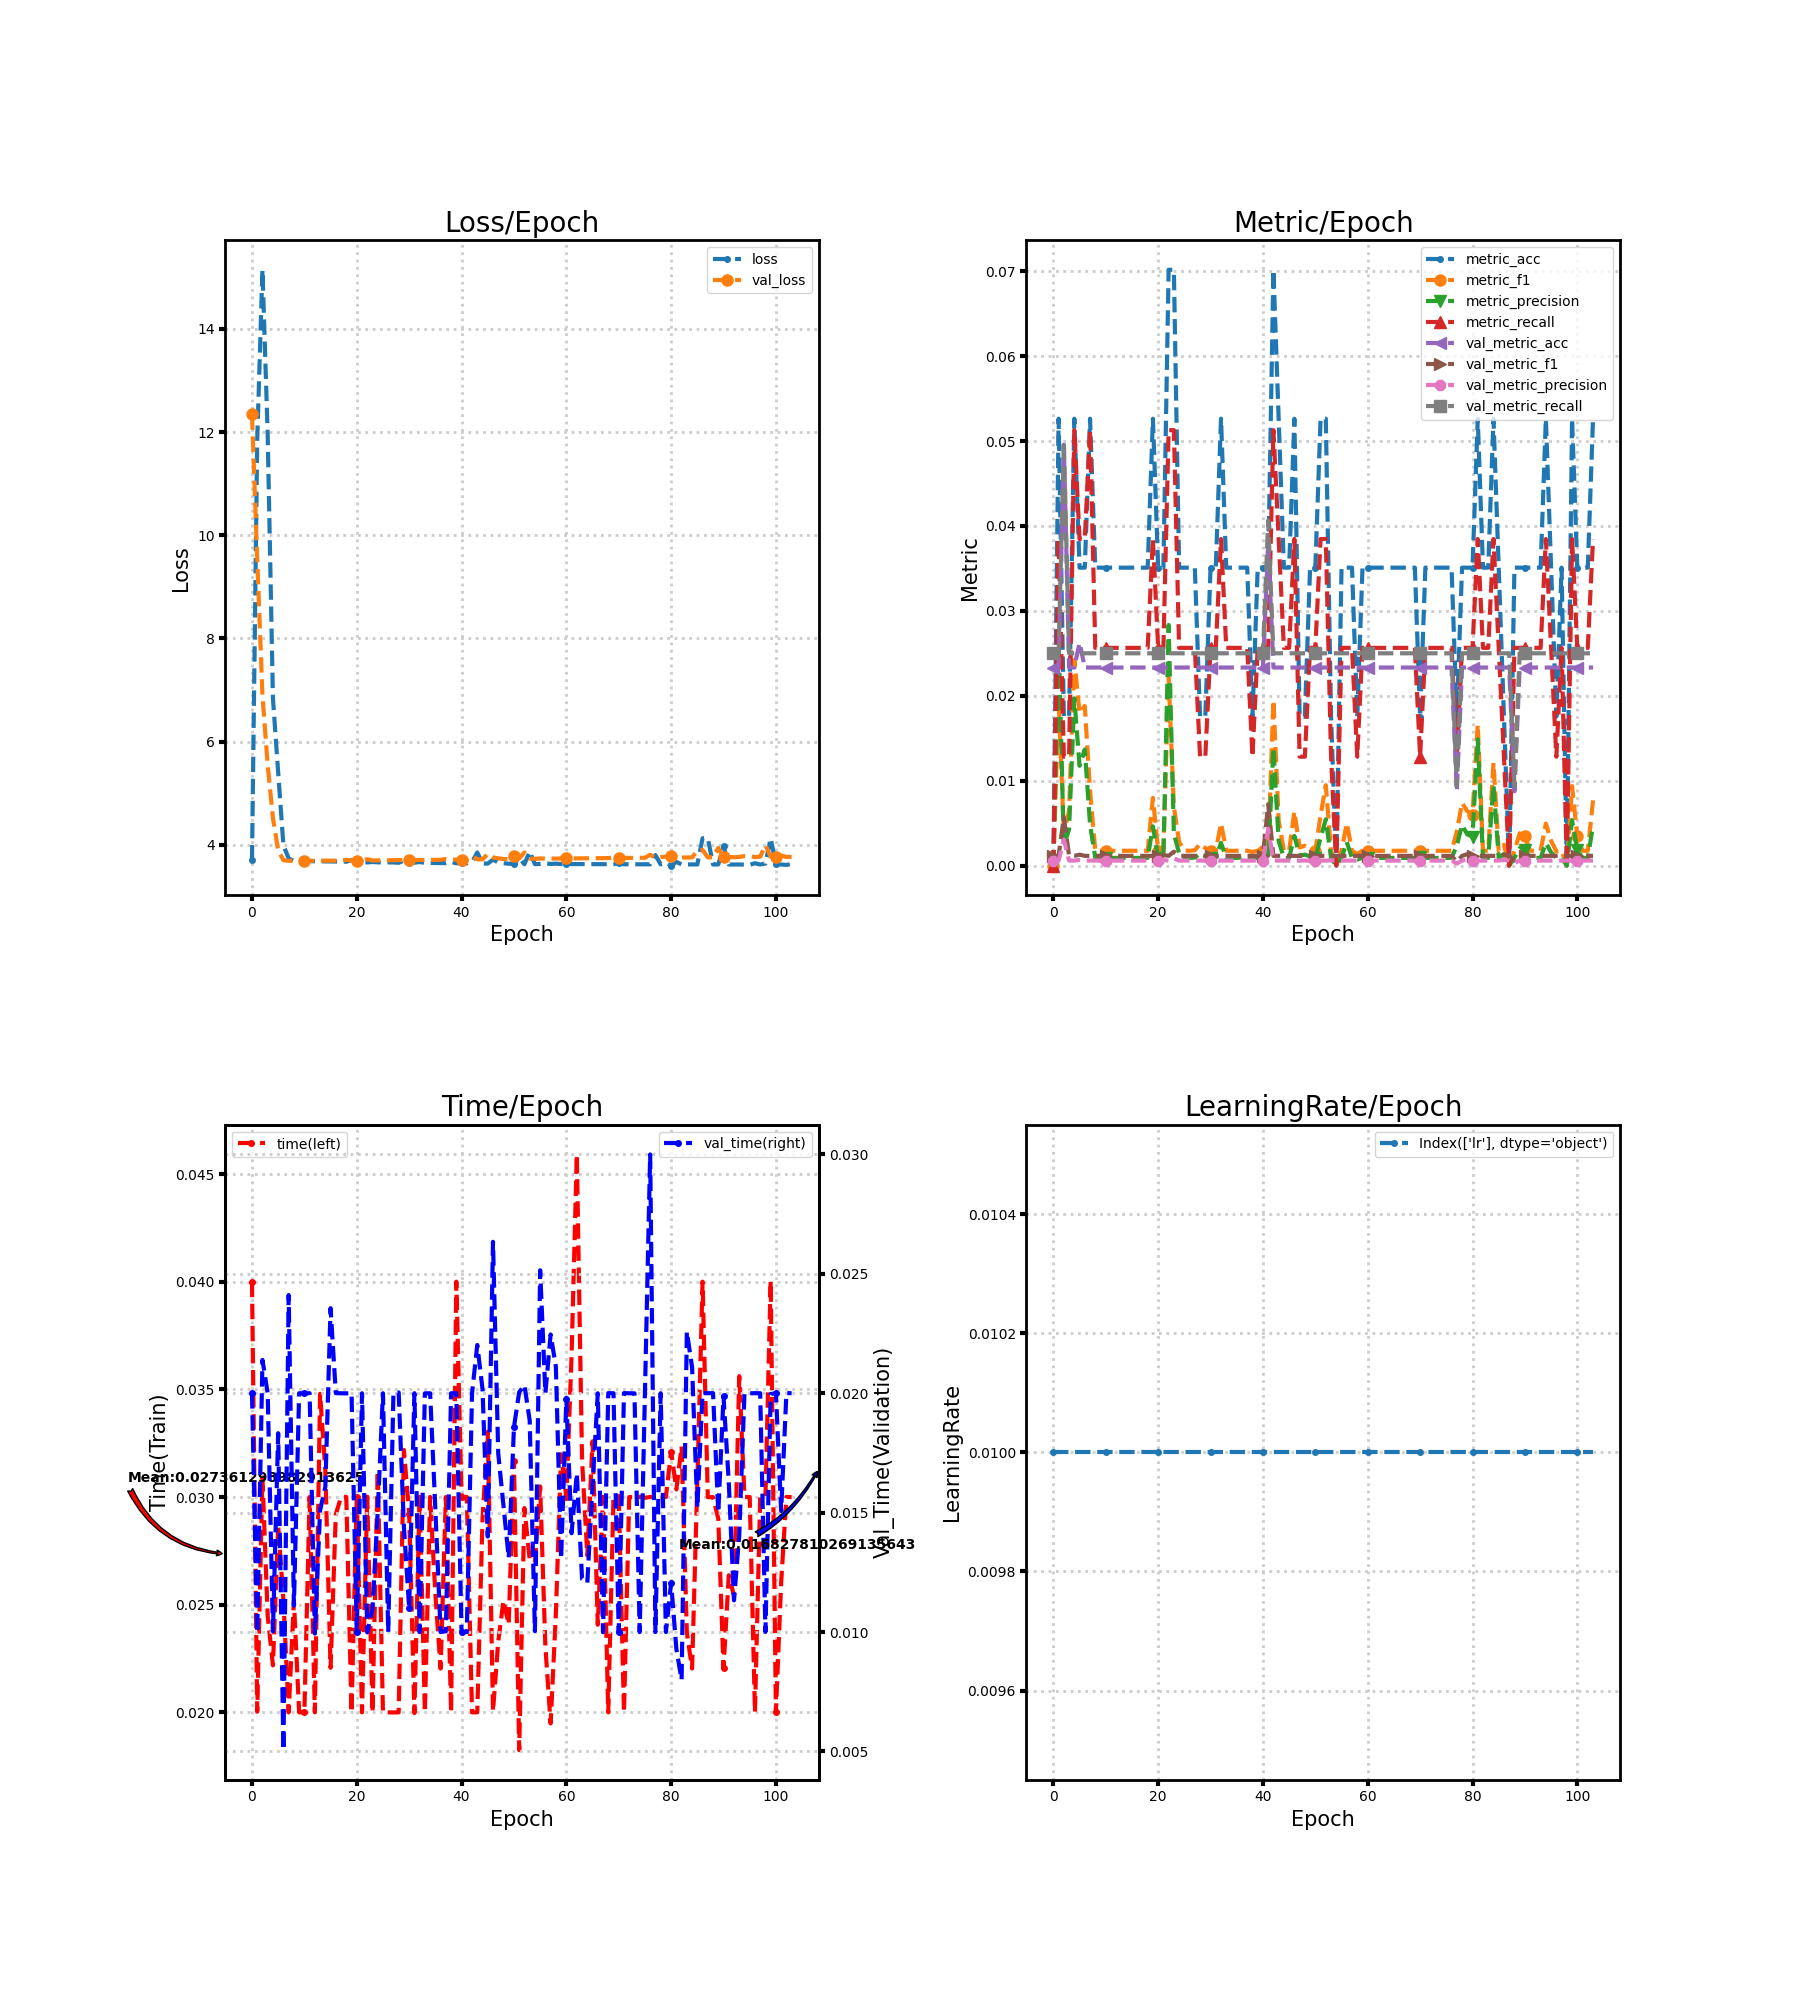 Loss/Epoch
Loss
14
12
10
8
6
4
0 20 40 60 80 100
Epoch
loss
val_loss
Metric/Epoch
Metric
0.07
0.06
0.05
0.04
0.03
0.02
0.01
0.00
0 20 40 60 80 100
Epoch
metric_acc
metric_f1
metric_precision
metric_recall
val_metric_acc
val_metric_f1
val_metric_precision
val_metric_recall
Time/Epoch
Time(Train)
0.045
0.040
0.035
0.030
0.025
0.020
time(left)
val_time(right)
0.030
0.025
0.020
0.015
0.010
0.005
Val_Time(Validation)
0 20 40 60 80 100
Epoch
LearningRate/Epoch
LearningRate
0.0104
0.0102
0.0100
0.0098
0.0096
0 20 40 60 80 100
Epoch
Index(['lr'], dtype='object')